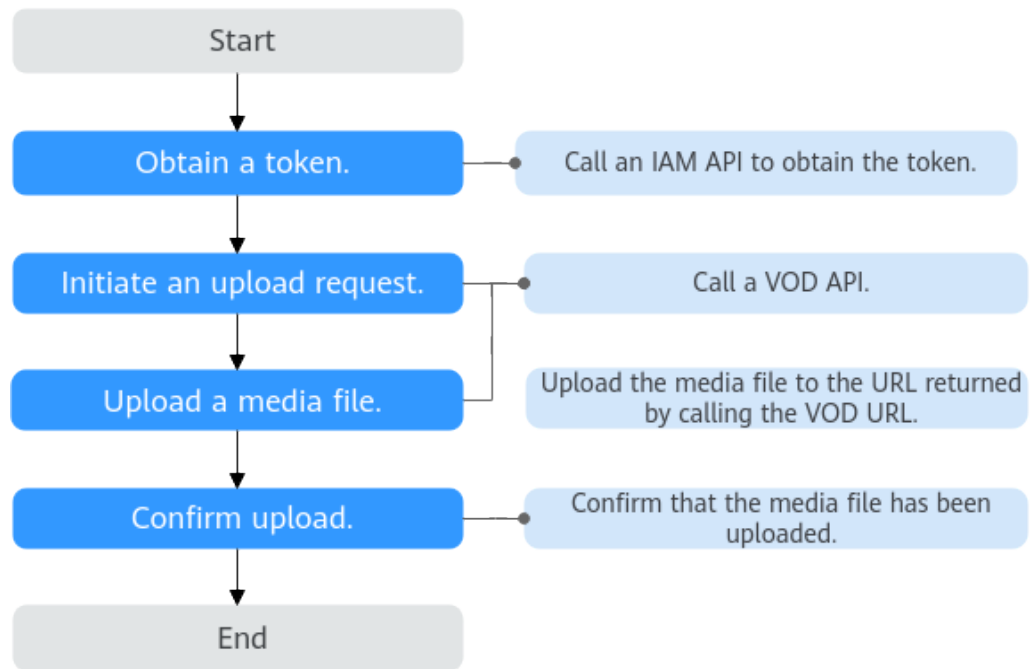 Start
Obtain a token.
Call an IAM API to obtain the token.
Initiate an upload request.
Call a VOD API.
Upload a media file.
Upload the media file to the URL returned
by calling the VOD URL.
Confirm upload.
Confirm that the media file has been
uploaded.
End